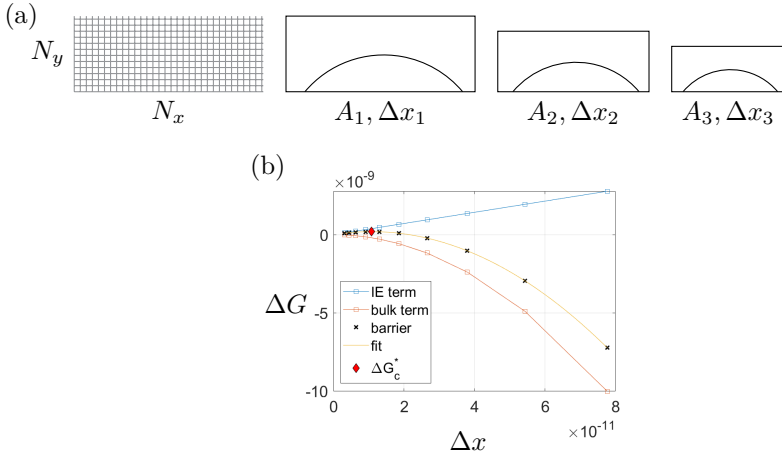 (a)
N_y
N_x
A_1, Δx_1
A_2, Δx_2
A_3, Δx_3
(b)
×10^-9
0
-5
-10
ΔG
IE term
bulk term
barrier
fit
ΔG_c^*
0 2 4 6 8
×10^-11
Δx